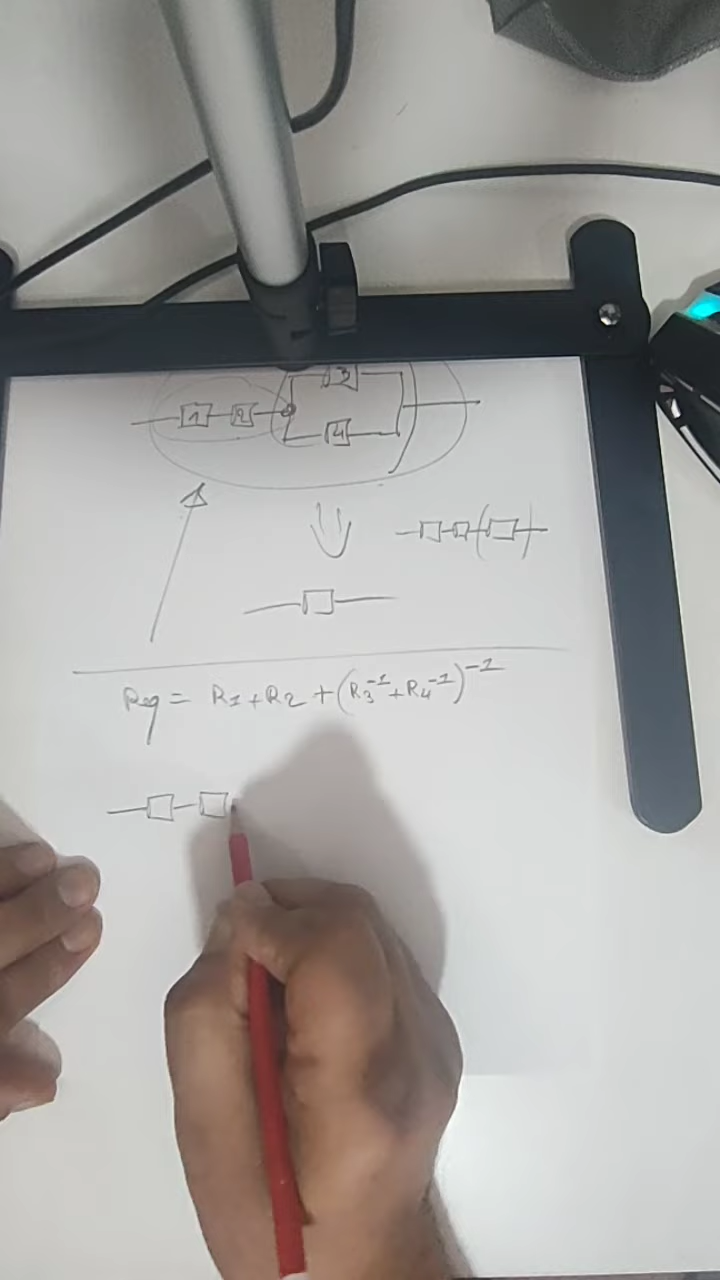 3
1 2
4
Req = R1 + R2 + (R3⁻¹ + R4⁻¹)⁻¹